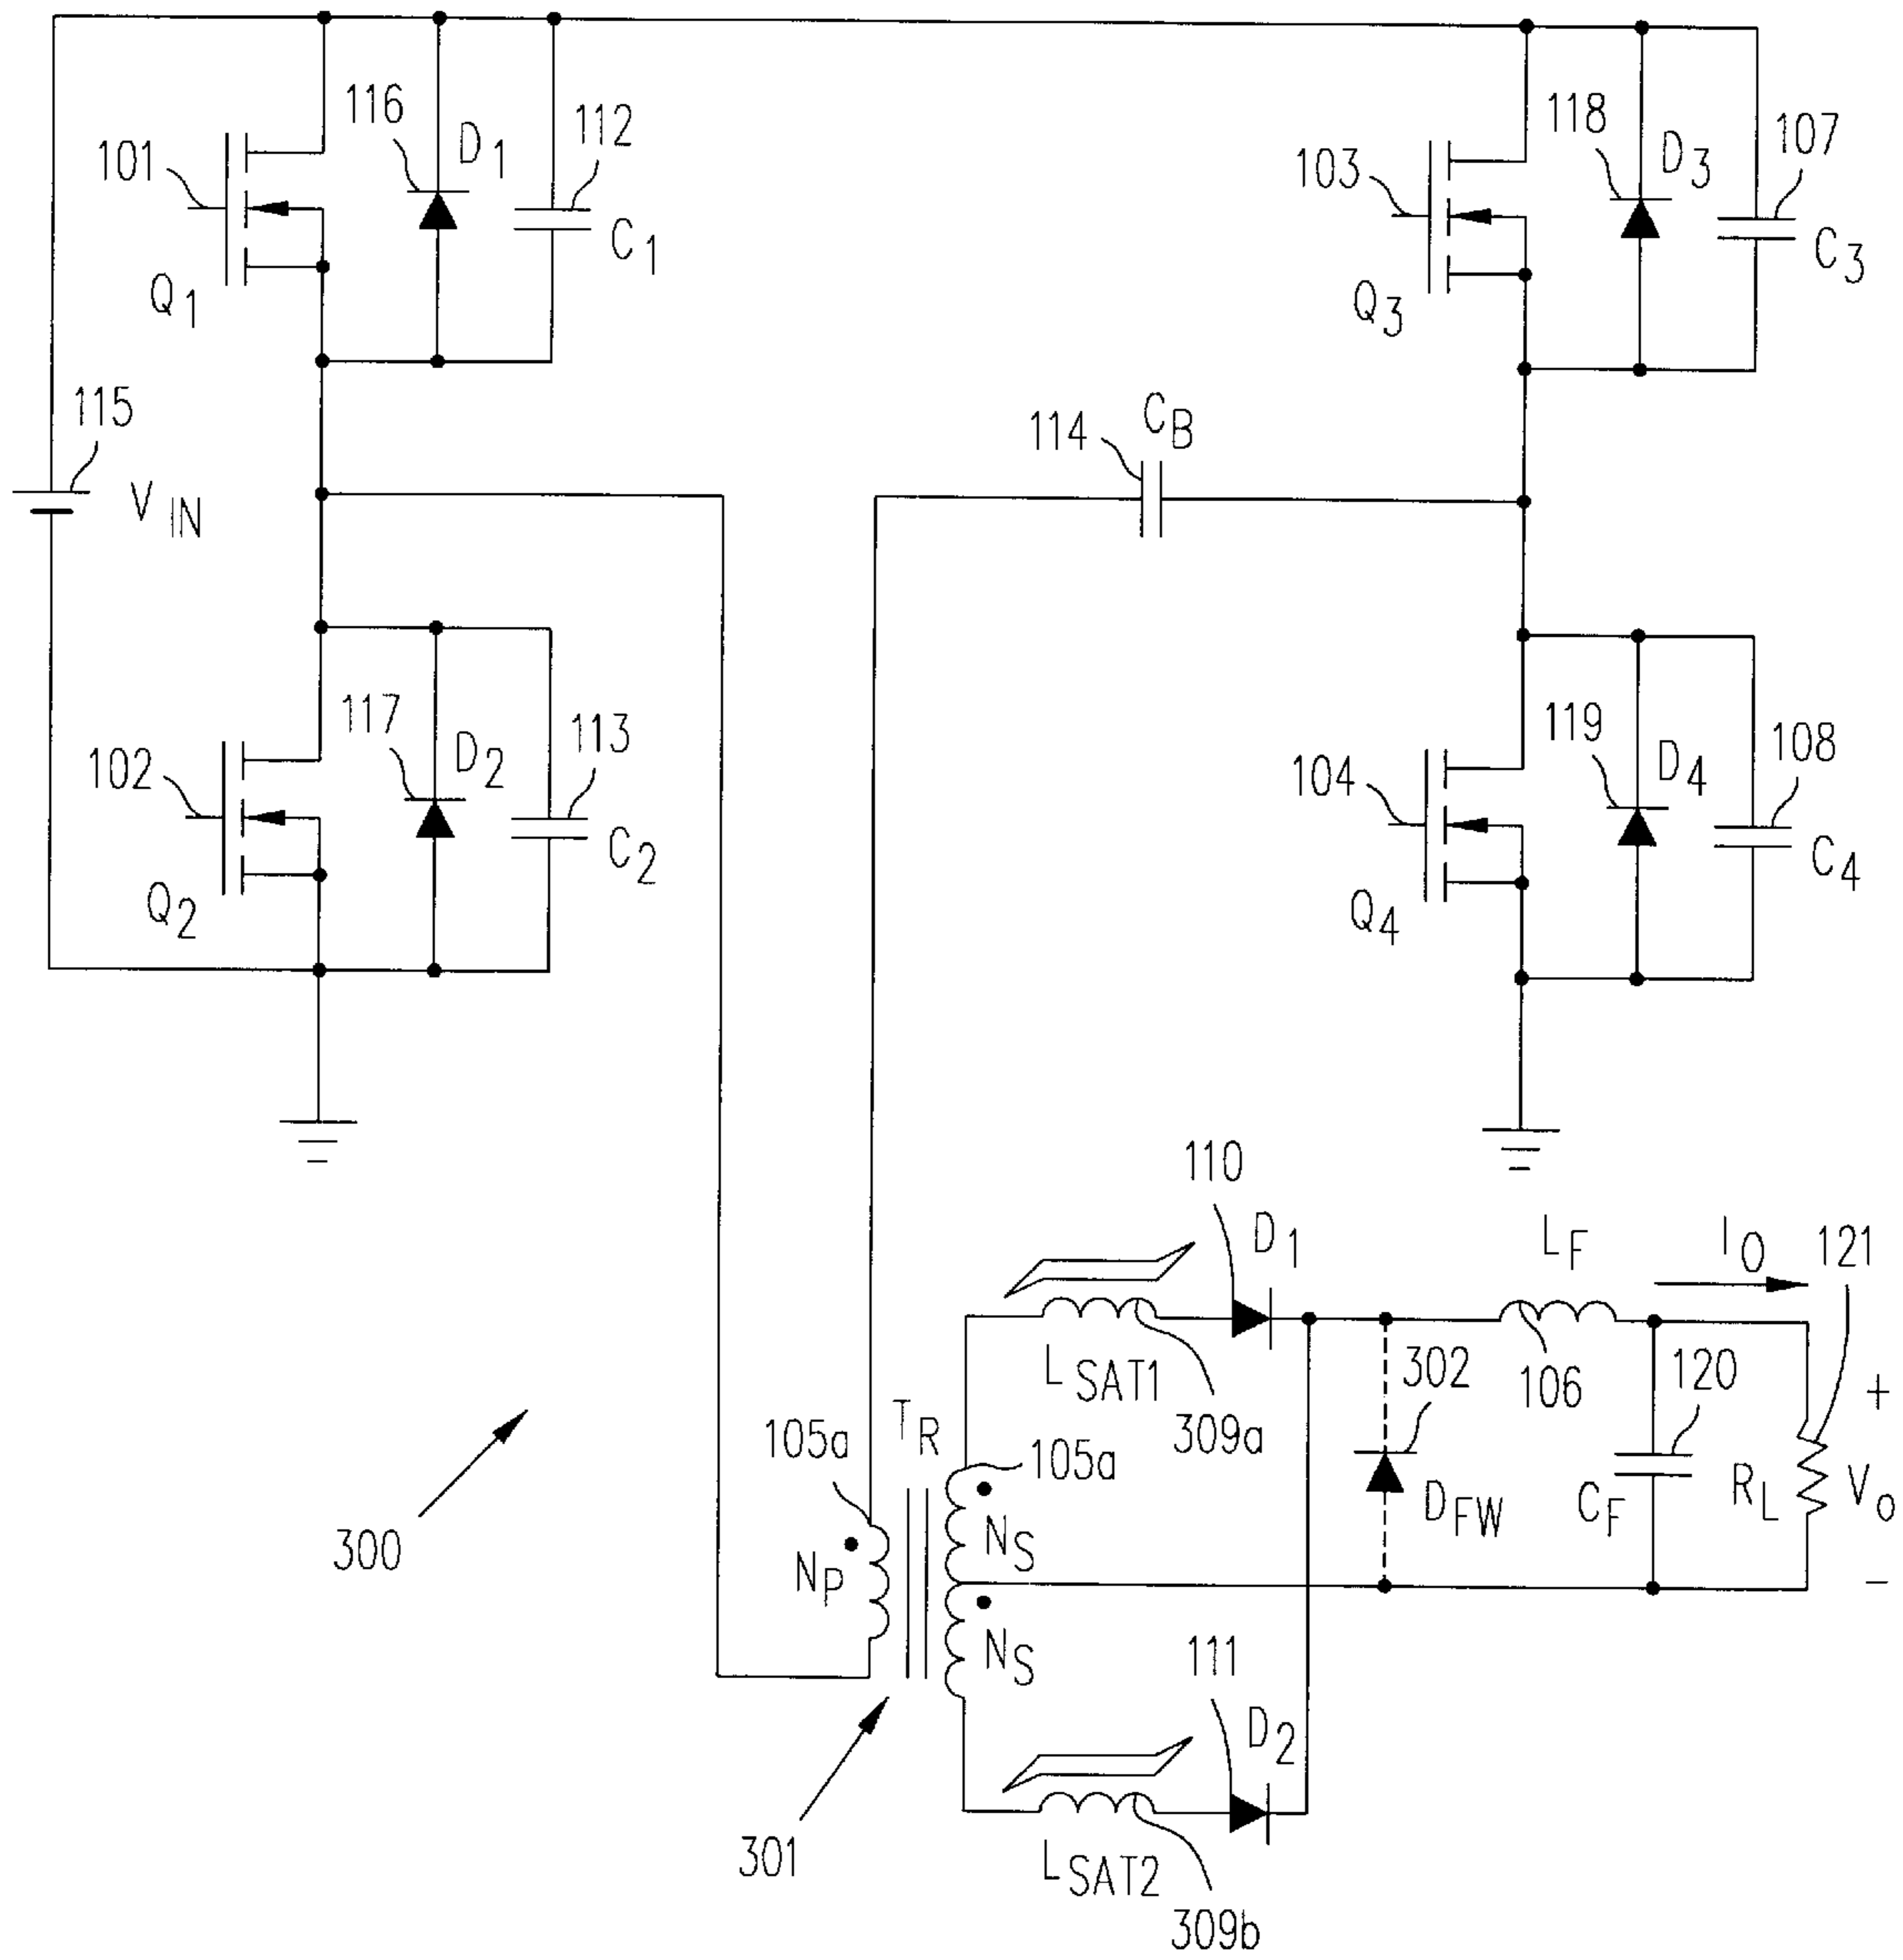 116
D1
112
101
C1
Q1
118
D3
107
103
C3
Q3
115
VIN
114
CB
117
D2
113
102
C2
Q2
119
D4
108
104
C4
Q4
110
D1
LF
IO
121
LSAT1
309a
302
106
120
+
105a
TR
105a
DFW
CF
RL
Vo
300
NP
NS
-
NS
111
D2
301
LSAT2
309b